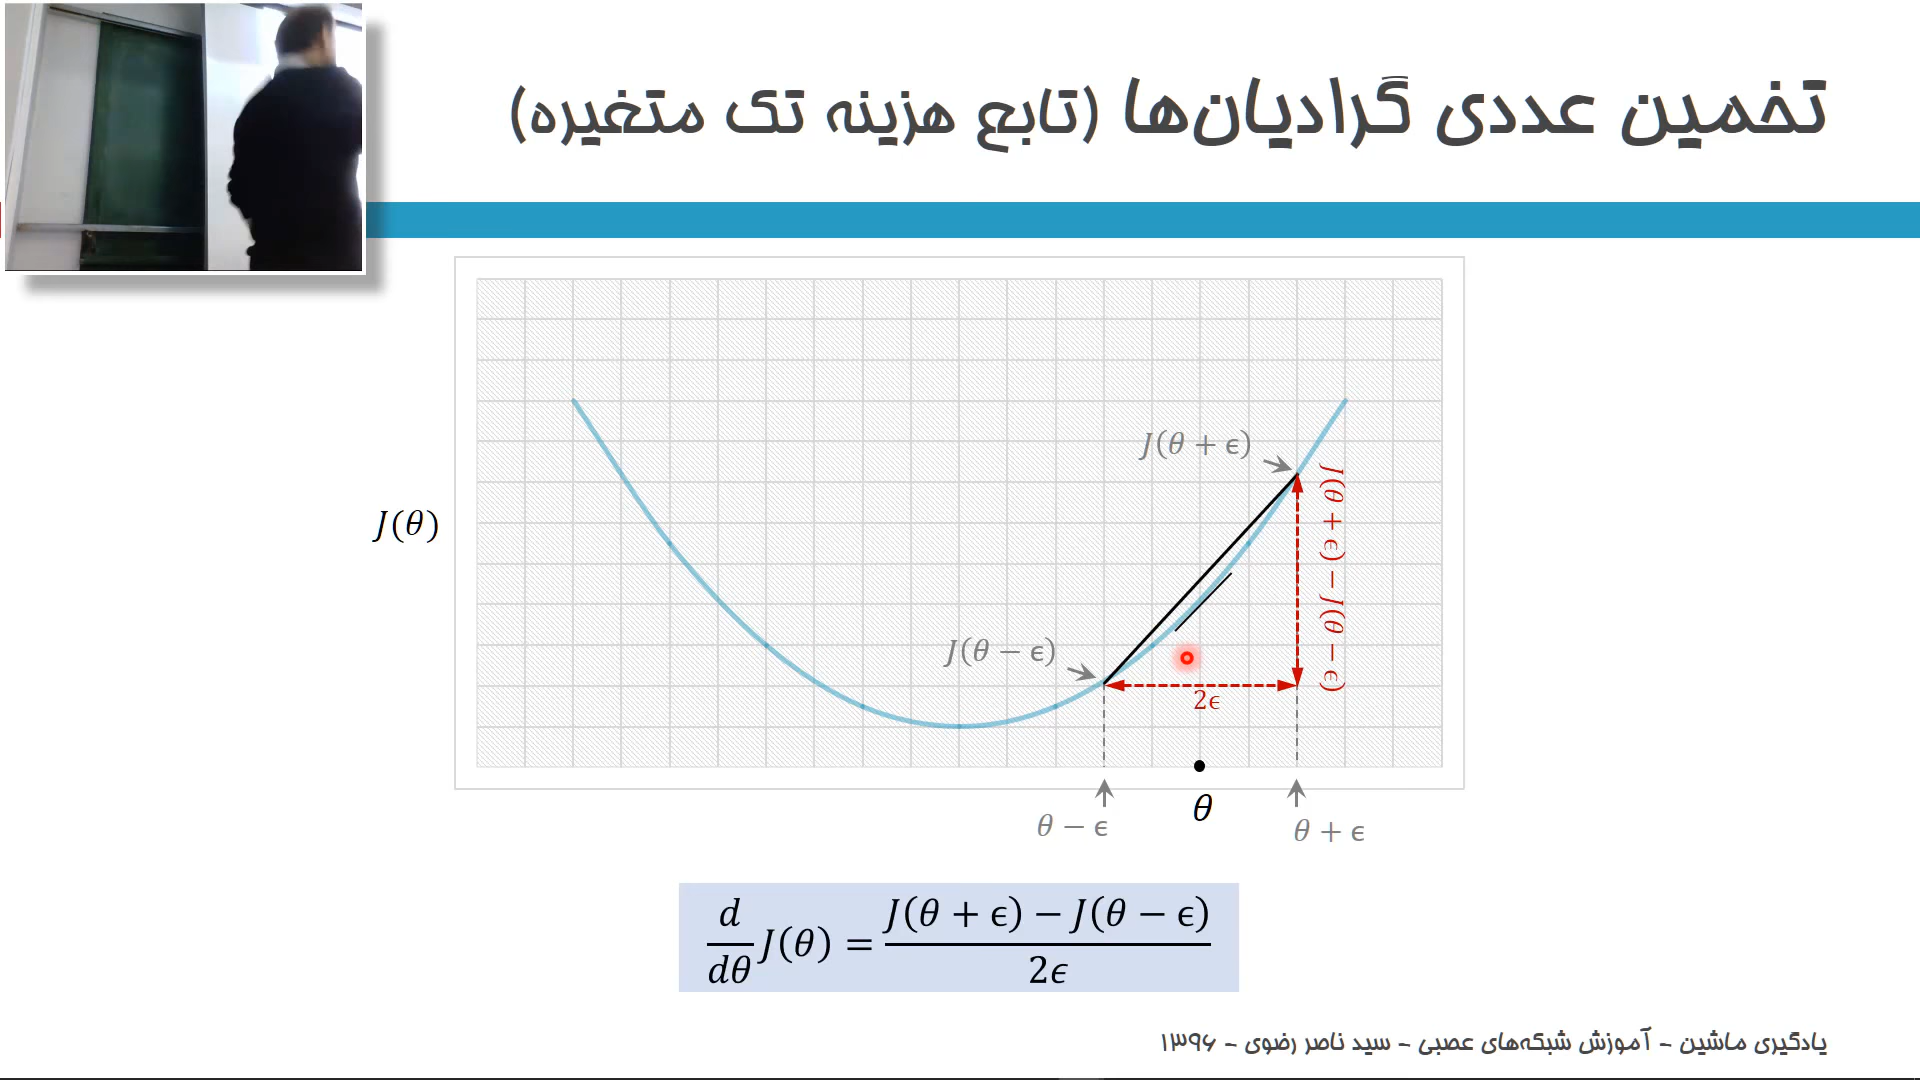 تخمین عددی گرادیان‌ها (تابع هزینه تک متغیره)
J(θ)
J(θ + ϵ)
J(θ + ϵ) − J(θ − ϵ)
J(θ − ϵ)
2ϵ
θ − ϵ
θ
θ + ϵ
d/dθ J(θ) = (J(θ + ϵ) − J(θ − ϵ))/2ϵ
یادگیری ماشین - آموزش شبکه‌های عصبی - سید ناصر رضوی - ۱۳۹۶